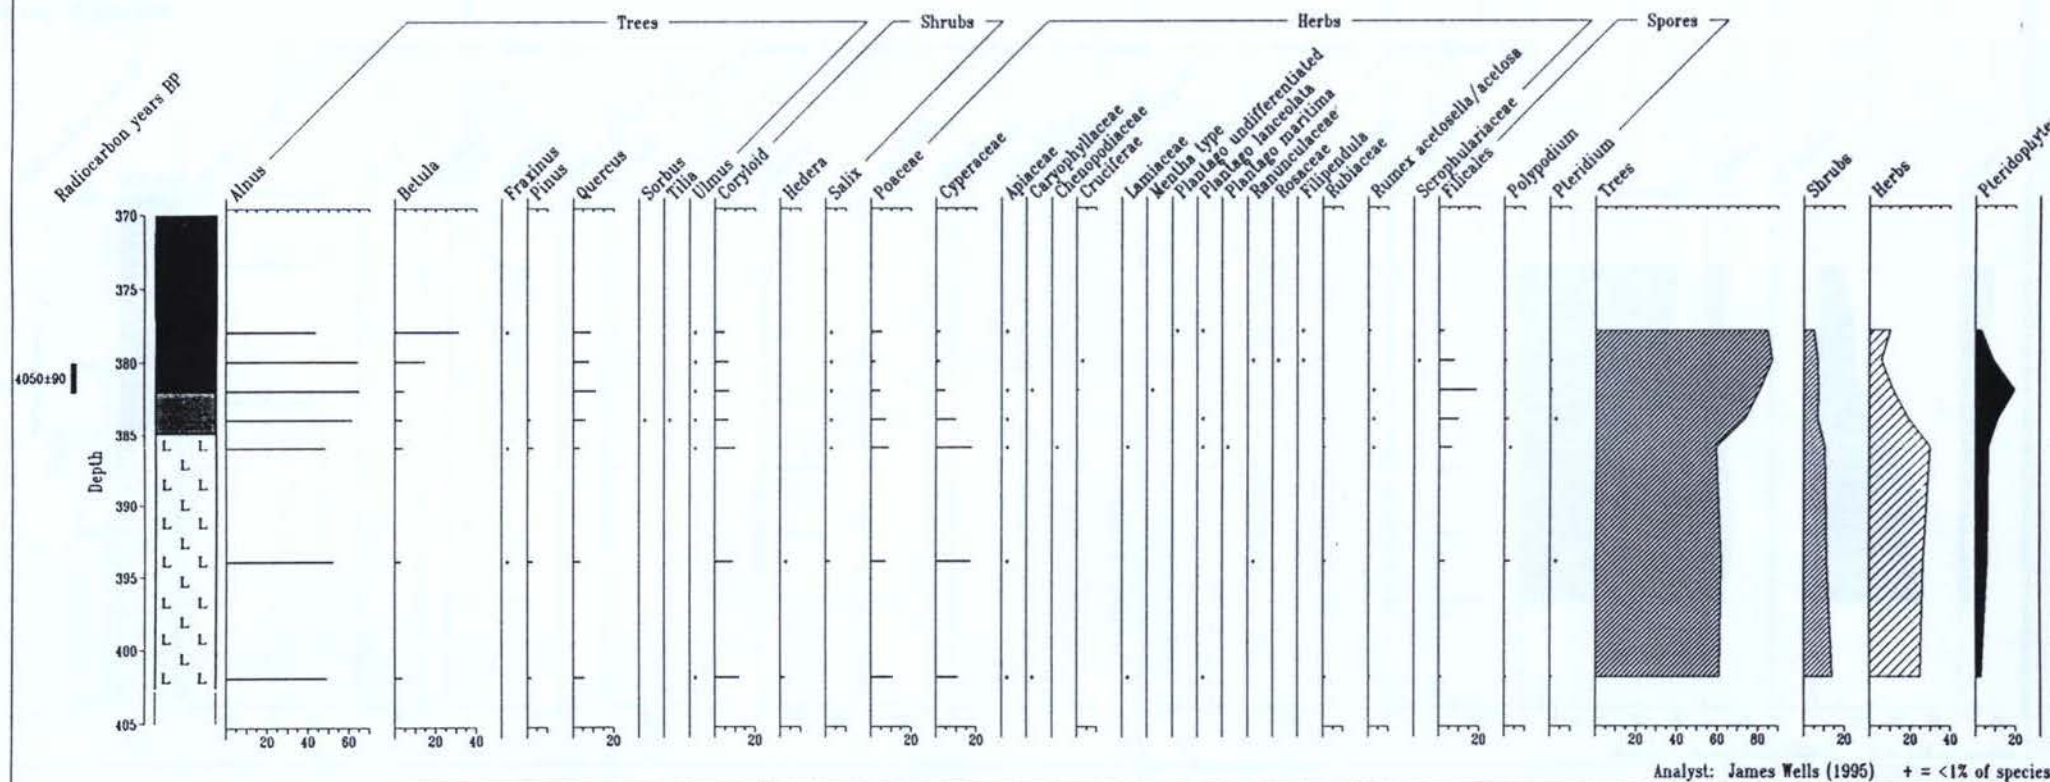 Trees Shrubs Herbs Spores
Radiocarbon years BP
Alnus
Betula
Fraxinus
Pinus
Quercus
Sorbus
Tilia
Ulmnus
Coryloid
Hedera
Salix
Poaceae
Cyperaceae
Apiaceae
Caryophyllaceae
Chenopodiaceae
Cruciferae
Lamiaceae
Mentha type
Plantago undifferentiated
Plantago lanceolata
Plantago maritima
Ranunculaceae
Rosaceae
Filipendula
Rubiaceae
Rumex acetosella/acetosa
Scrophulariaceae
Filicales
Polypodium
Pteridium
Trees
Shrubs
Herbs
Pteridophyte
370
375
380
4050±90
385
L L
L
Depth
L L
390
L
L L
L
395
L L
L
L L
L
L L
400
L
L L
405
20 40 60 20 40 20 20 20 20 20 20 40 60 80 20 20 40 20
Analyst: James Wells (1995) + = <1% of species